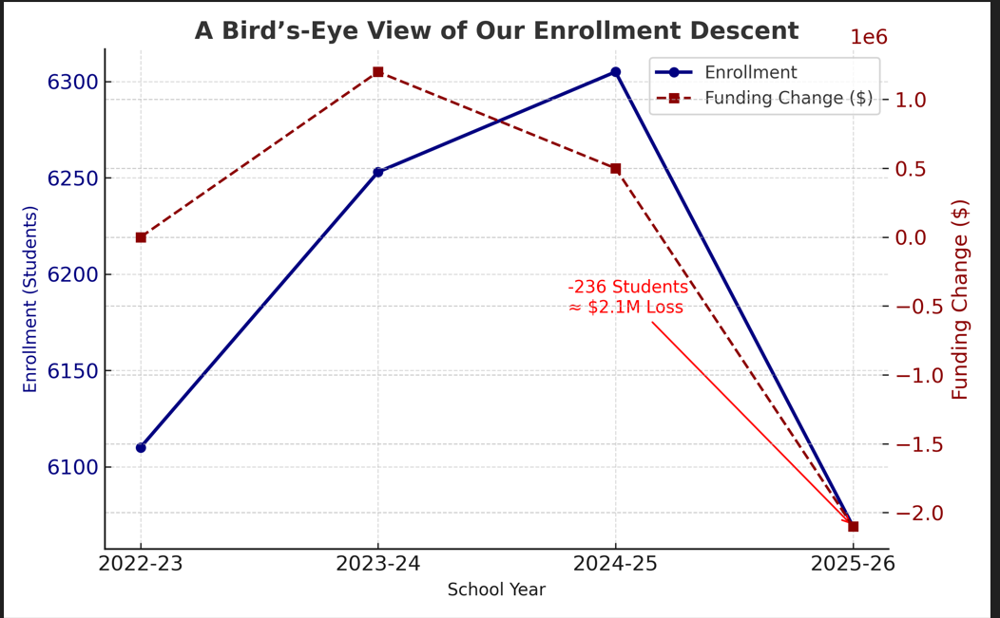 A Bird’s-Eye View of Our Enrollment Descent
1e6
Enrollment
Funding Change ($)
6300
6250
6200
6150
6100
Enrollment (Students)
1.0
0.5
0.0
−0.5
−1.0
−1.5
−2.0
Funding Change ($)
-236 Students
≈ $2.1M Loss
2022-23
2023-24
2024-25
2025-26
School Year